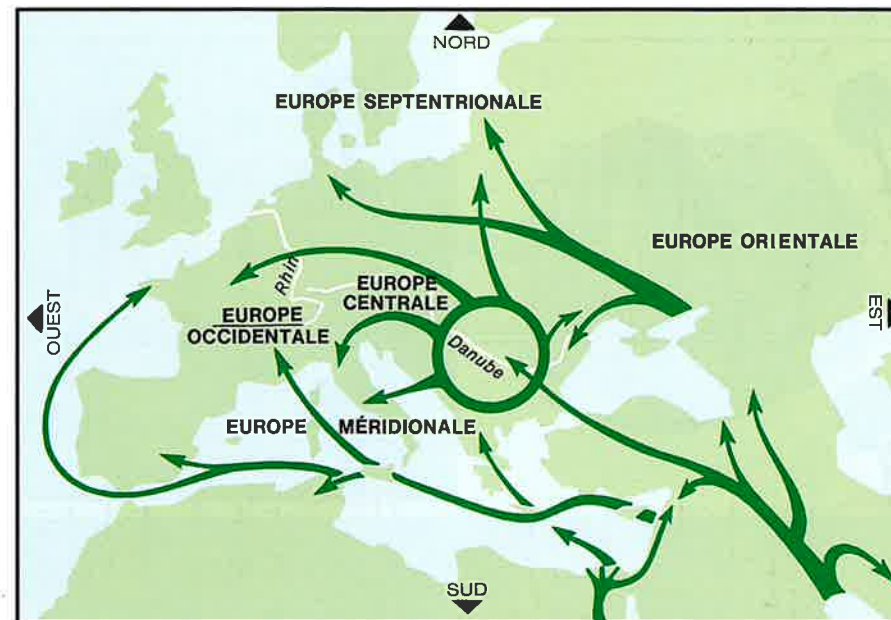 NORD
EUROPE SEPTENTRIONALE
EUROPE ORIENTALE
Rhin
EUROPE
CENTRALE
OUEST
EST
EUROPE
OCCIDENTALE
Danube
EUROPE MÉRIDIONALE
SUD